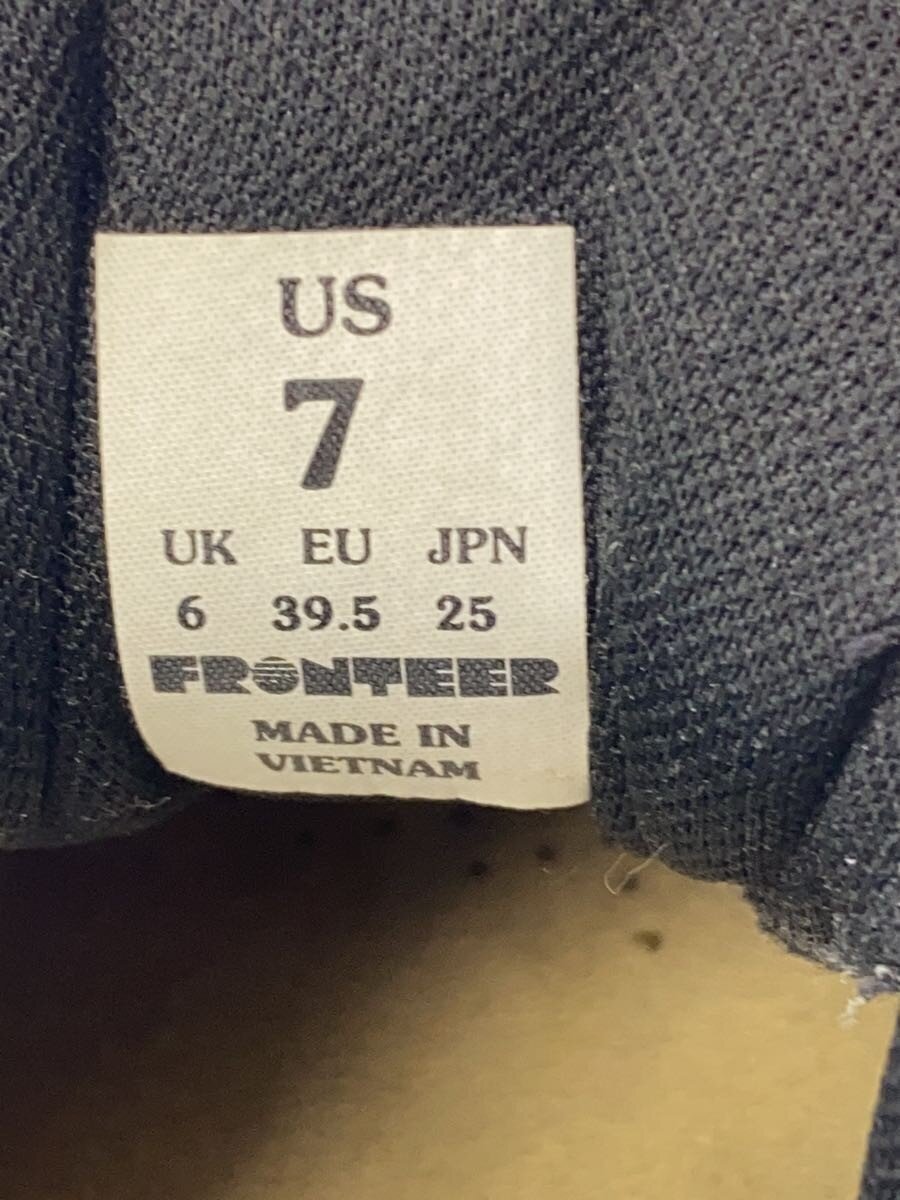 US
7
UK EU JPN
6 39.5 25
FRONTEER
MADE IN
VIETNAM